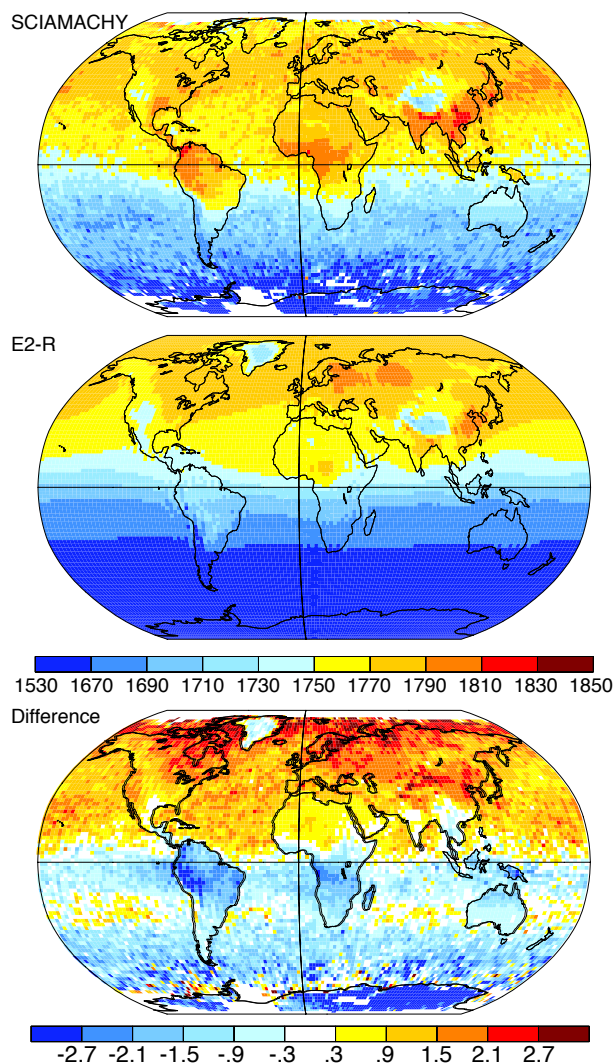 SCIAMACHY
E2-R
1530 1670 1690 1710 1730 1750 1770 1790 1810 1830 1850
Difference
-2.7 -2.1 -1.5 -.9 -.3 .3 .9 1.5 2.1 2.7